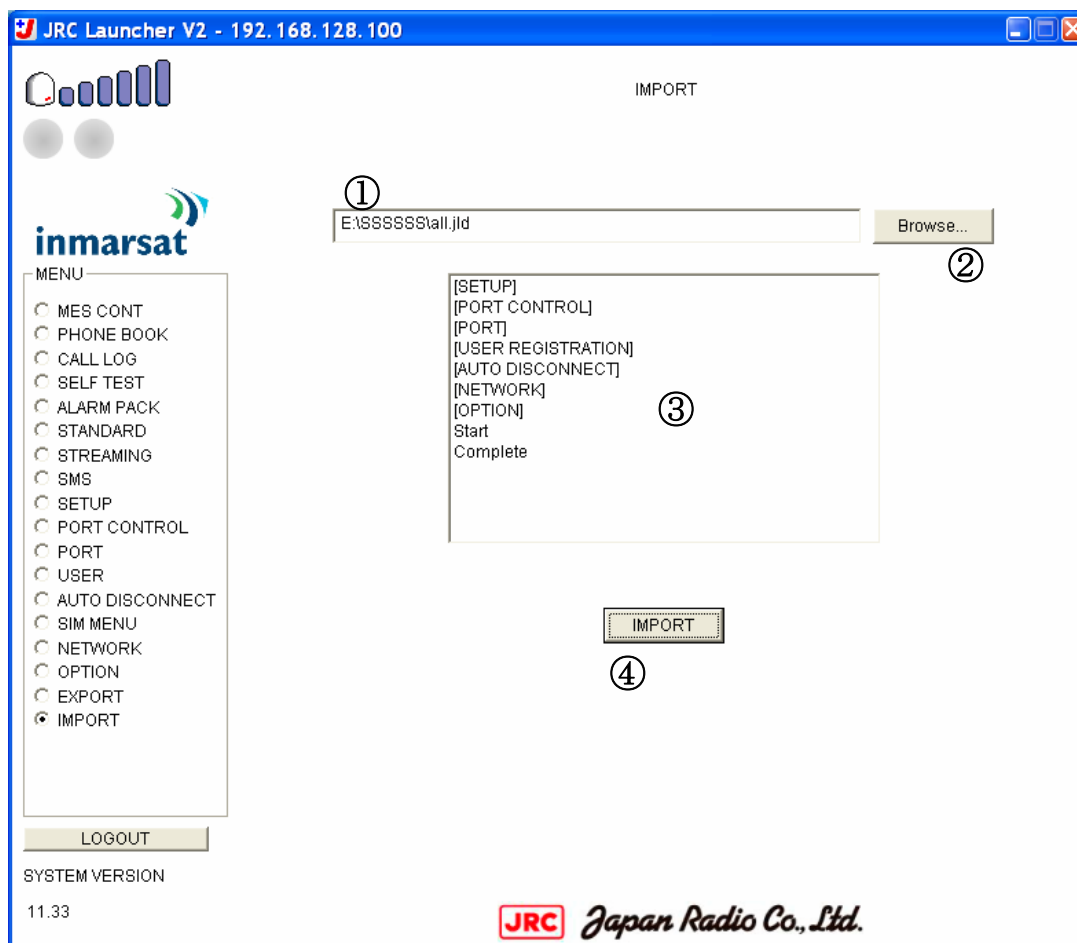 JRC Launcher V2 - 192.168.128.100
IMPORT
①
E:\SSSSSS\all.jld
Browse...
②
inmarsat
MENU
MES CONT
PHONE BOOK
CALL LOG
SELF TEST
ALARM PACK
STANDARD
STREAMING
SMS
SETUP
PORT CONTROL
PORT
USER
AUTO DISCONNECT
SIM MENU
NETWORK
OPTION
EXPORT
IMPORT
[SETUP]
[PORT CONTROL]
[PORT]
[USER REGISTRATION]
[AUTO DISCONNECT]
[NETWORK]
[OPTION]
Start
Complete
③
IMPORT
④
LOGOUT
SYSTEM VERSION
11.33
JRC Japan Radio Co., Ltd.